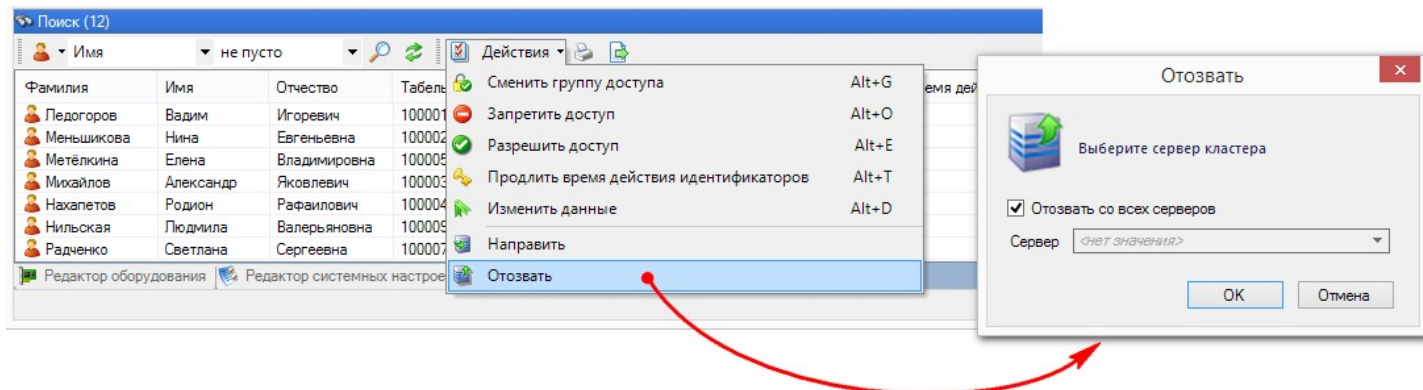 Поиск (12)
Имя не пусто Действия
Фамилия Имя Отчество
Педогоров Вадим Игоревич 100001
Меньшикова Нина Евгеньевна 100002
Метёлкина Елена Владимировна 100005
Михайлов Александр Яковлевич 100003
Нахапетов Родион Рафаилович 100004
Нильская Людмила Валерьяновна 100009
Радченко Светлана Сергеевна 100007
Редактор оборудования Редактор системных настрое
Сменить группу доступа Alt+G
Запретить доступ Alt+O
Разрешить доступ Alt+E
Продлить время действия идентификаторов Alt+T
Изменить данные Alt+D
Направить
Отозвать
Отозвать
Выберите сервер кластера
Отозвать со всех серверов
Сервер <нет значения>
OK Отмена